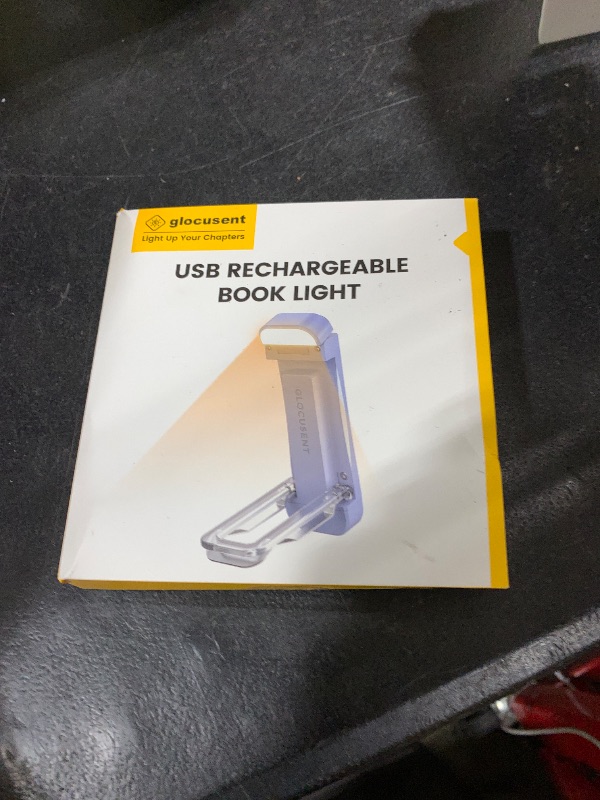 glocusent
Light Up Your Chapters
USB RECHARGEABLE
BOOK LIGHT
GLOCUSENT